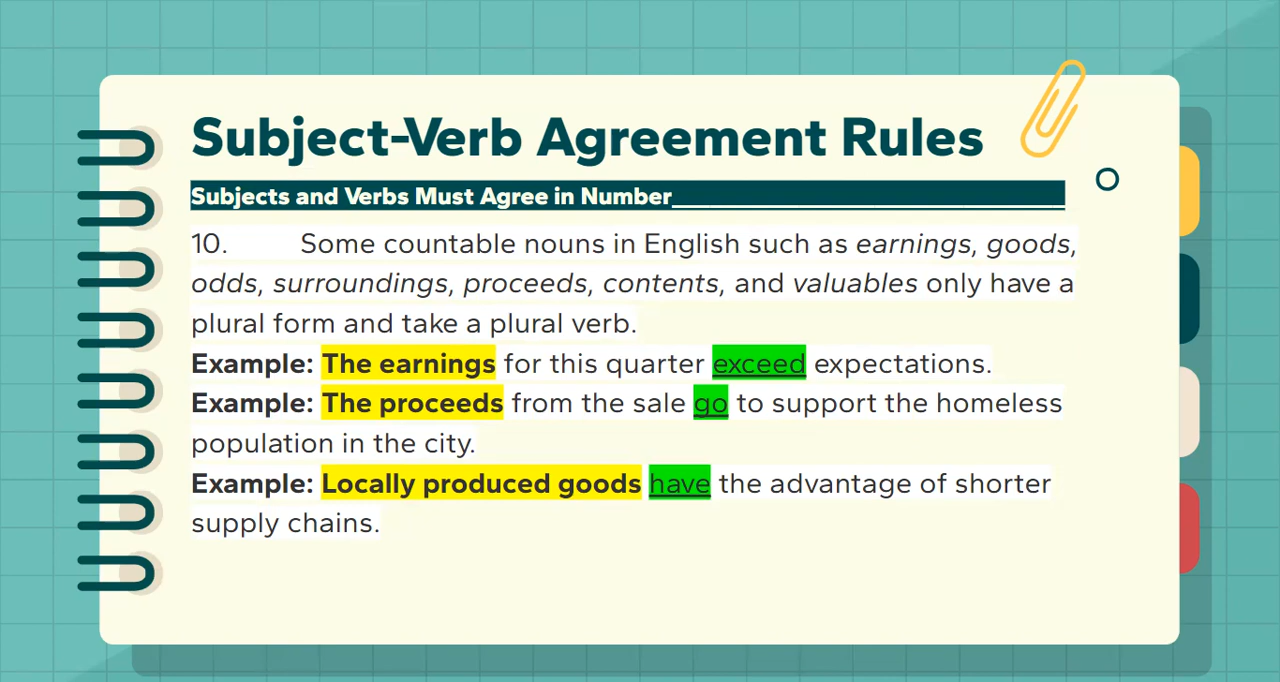 Subject-Verb Agreement Rules
Subjects and Verbs Must Agree in Number
10. Some countable nouns in English such as earnings, goods,
odds, surroundings, proceeds, contents, and valuables only have a
plural form and take a plural verb.
Example: The earnings for this quarter exceed expectations.
Example: The proceeds from the sale go to support the homeless
population in the city.
Example: Locally produced goods have the advantage of shorter
supply chains.